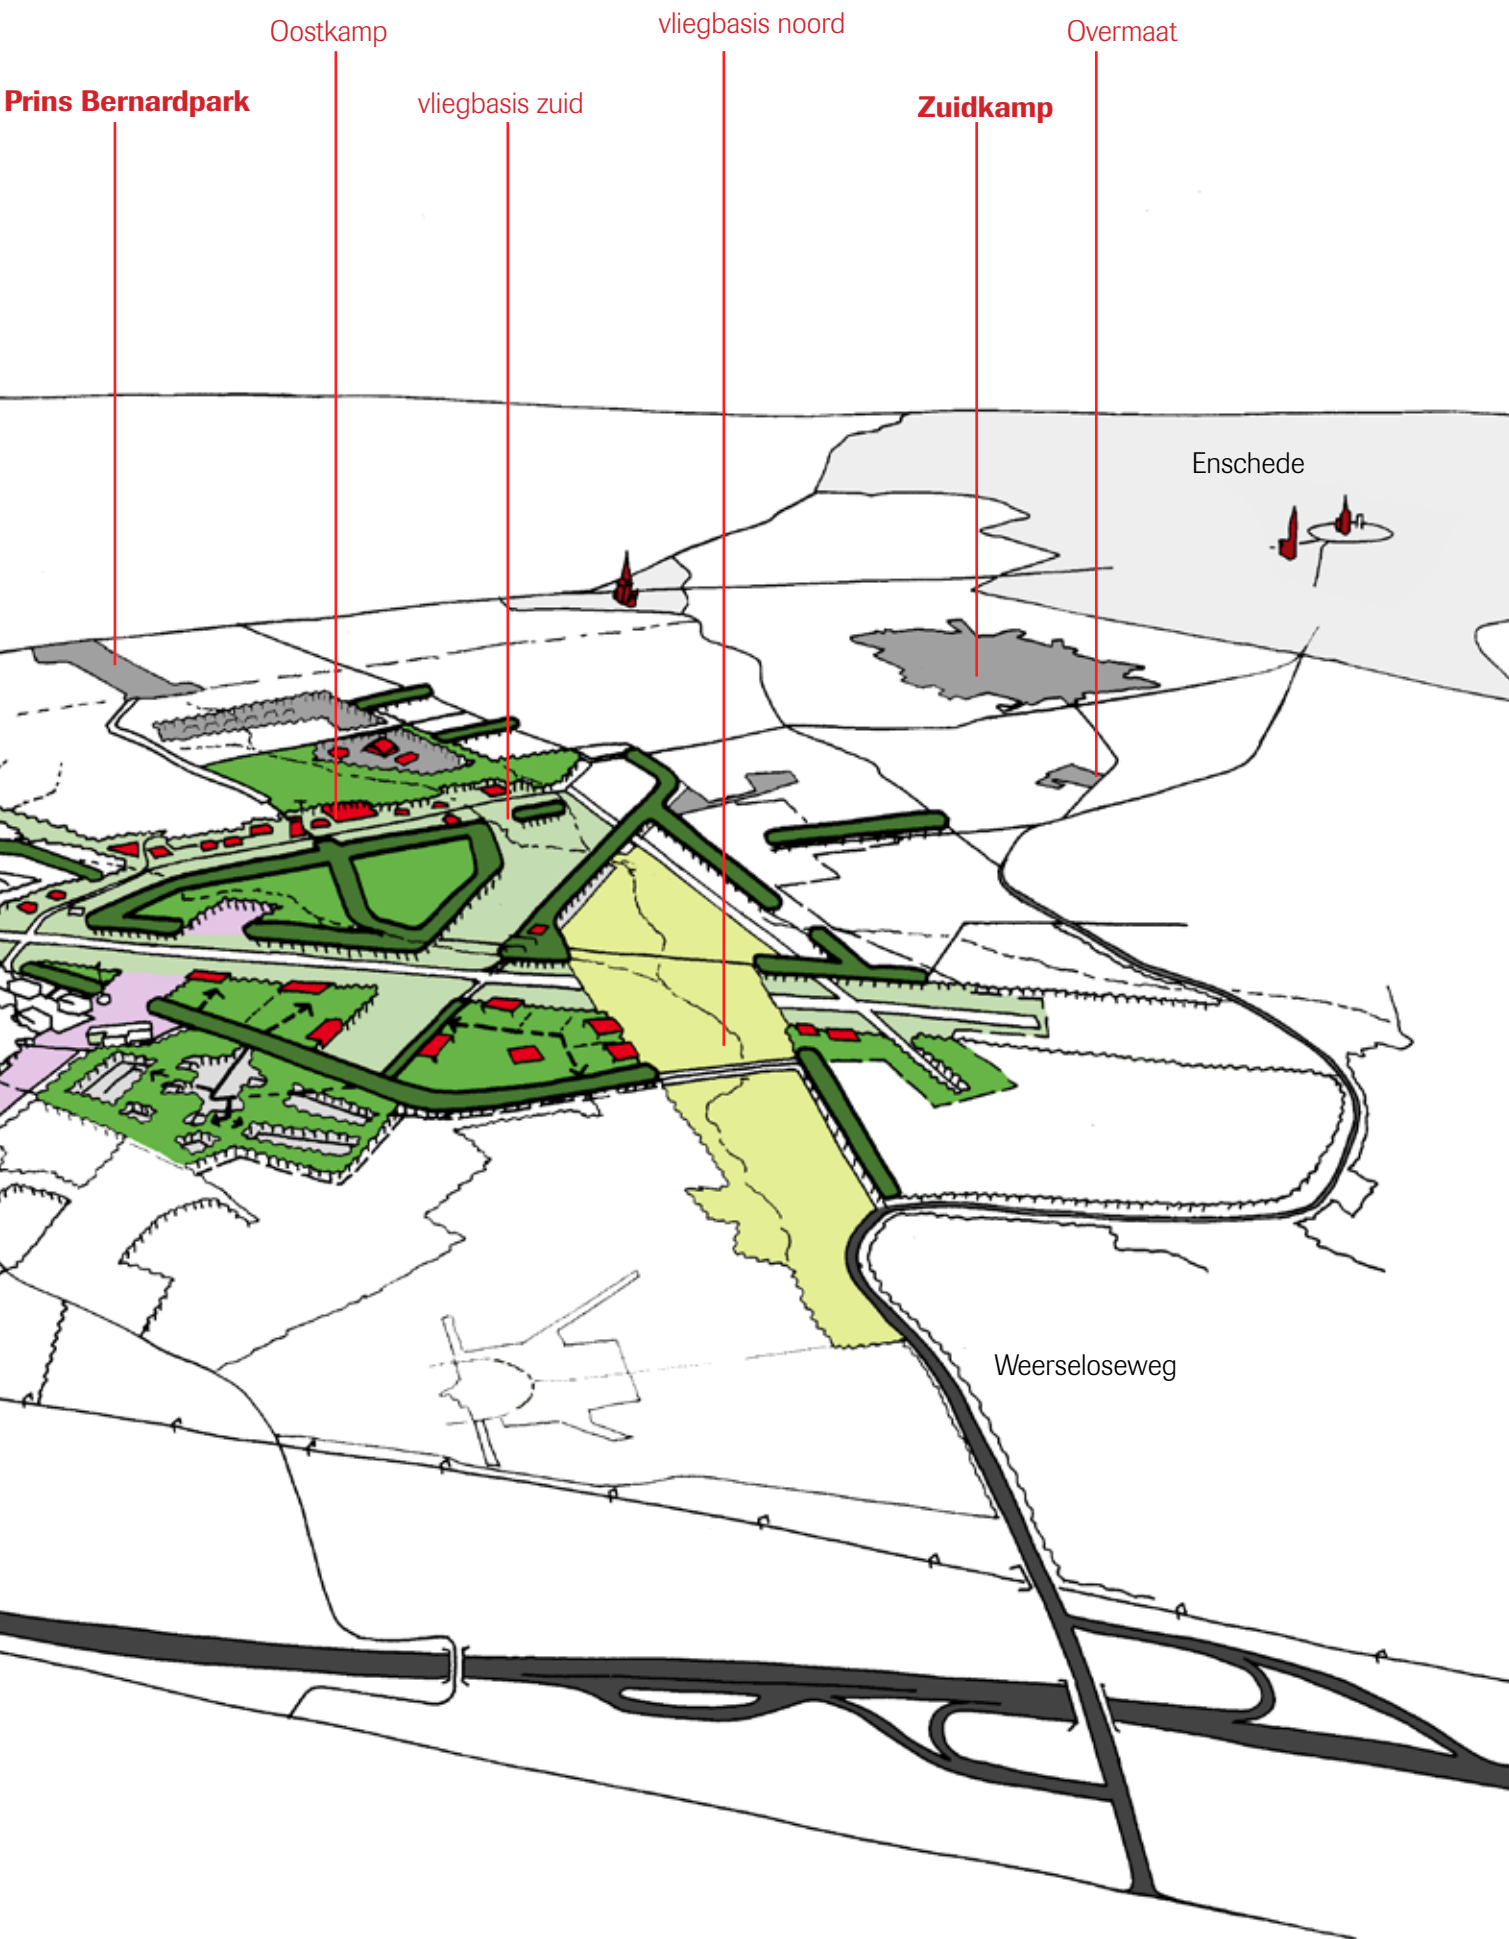 Oostkamp
vliegbasis noord
Overmaat
Prins Bernardpark
vliegbasis zuid
Zuidkamp
Enschede
Weerseloseweg